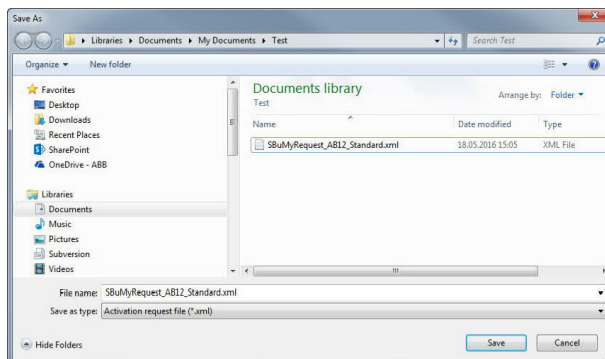 Save As
Libraries Documents My Documents Test
Search Test
Organize New folder
Favorites
Desktop
Downloads
Recent Places
SharePoint
OneDrive - ABB
Libraries
Documents
Music
Pictures
Subversion
Videos
Documents library
Test
Arrange by: Folder
Name Date modified Type
SBuMyRequest_AB12_Standard.xml 18.05.2016 15:05 XML File
File name: SBuMyRequest_AB12_Standard.xml
Save as type: Activation request file (*.xml)
Hide Folders
Save Cancel